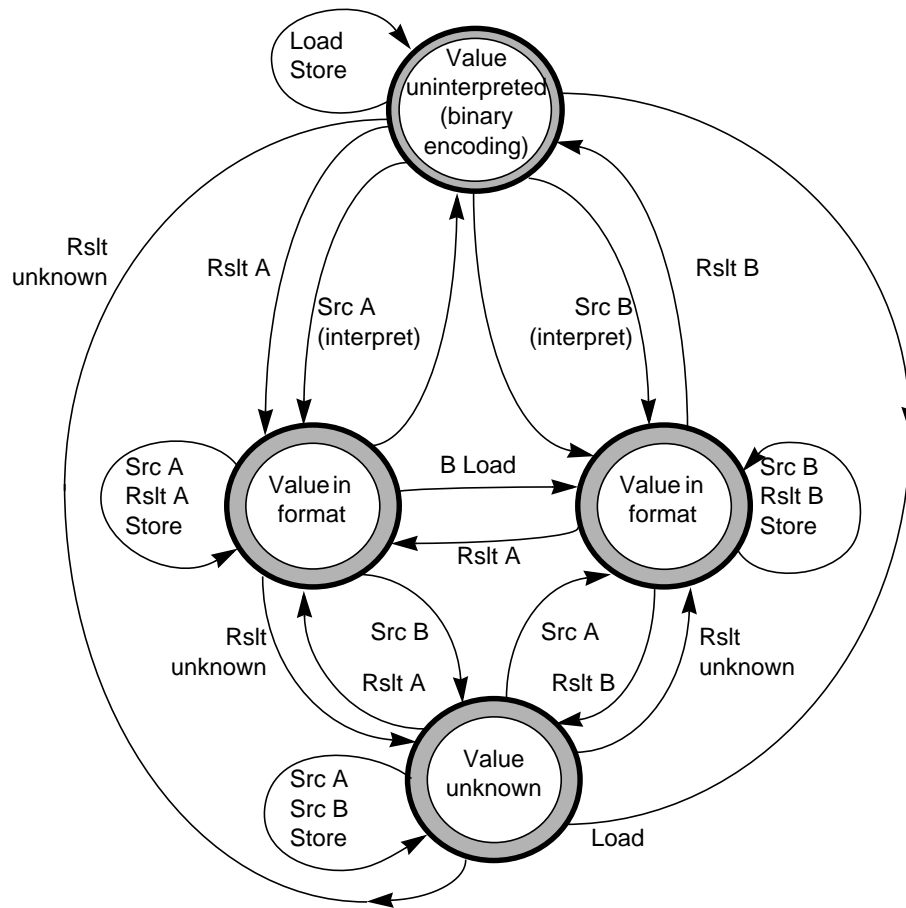 Load
Store
Value
uninterpreted
(binary
encoding)
Rslt
unknown
Rslt A
Rslt B
Src A
(interpret)
Src B
(interpret)
Src A
Rslt A
Store
Value in
format
B Load
Value in
format
Src B
Rslt B
Store
Rslt A
Rslt
unknown
Src B
Src A
Rslt
unknown
Rslt A
Rslt B
Value
unknown
Src A
Src B
Store
Load